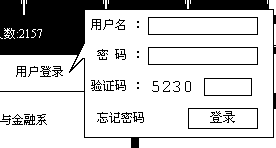 用户名：
人数:2157
密 码：
用户登录
验证码： 5230
与金融系
忘记密码 登录